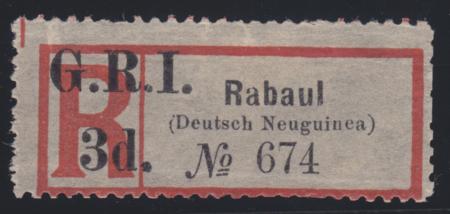 G.R.I.
R
3d.
Rabaul
(Deutsch Neuguinea)
№ 674